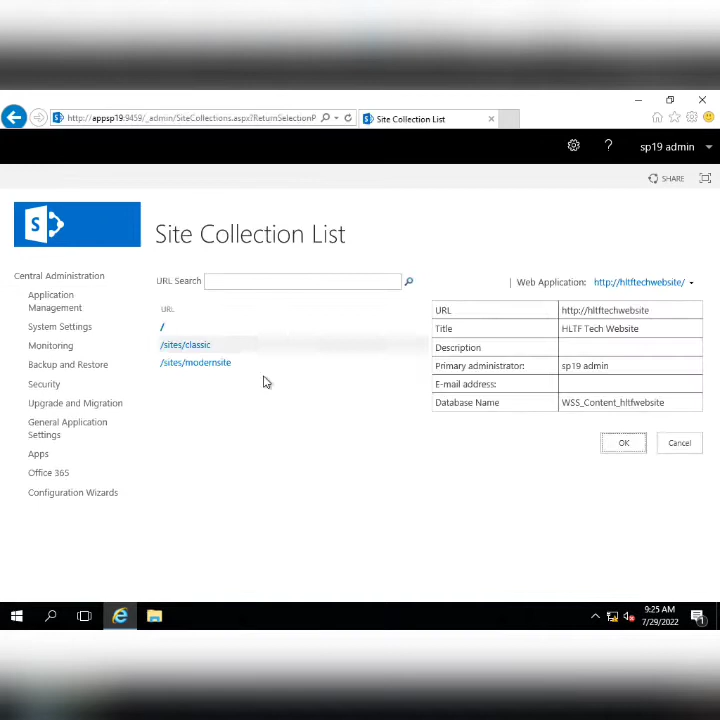 http://appsp19:9459/_admin/SiteCollections.aspx?ReturnSelectionP
Site Collection List
sp19 admin
SHARE
S
Site Collection List
Central Administration
Application Management
System Settings
Monitoring
Backup and Restore
Security
Upgrade and Migration
General Application Settings
Apps
Office 365
Configuration Wizards
URL Search
Web Application: http://hltftechwebsite/
URL
/
/sites/classic
/sites/modernsite
URL http://hltftechwebsite
Title HLTF Tech Website
Description
Primary administrator: sp19 admin
E-mail address:
Database Name WSS_Content_hltfwebsite
OK Cancel
9:25 AM
7/29/2022
1